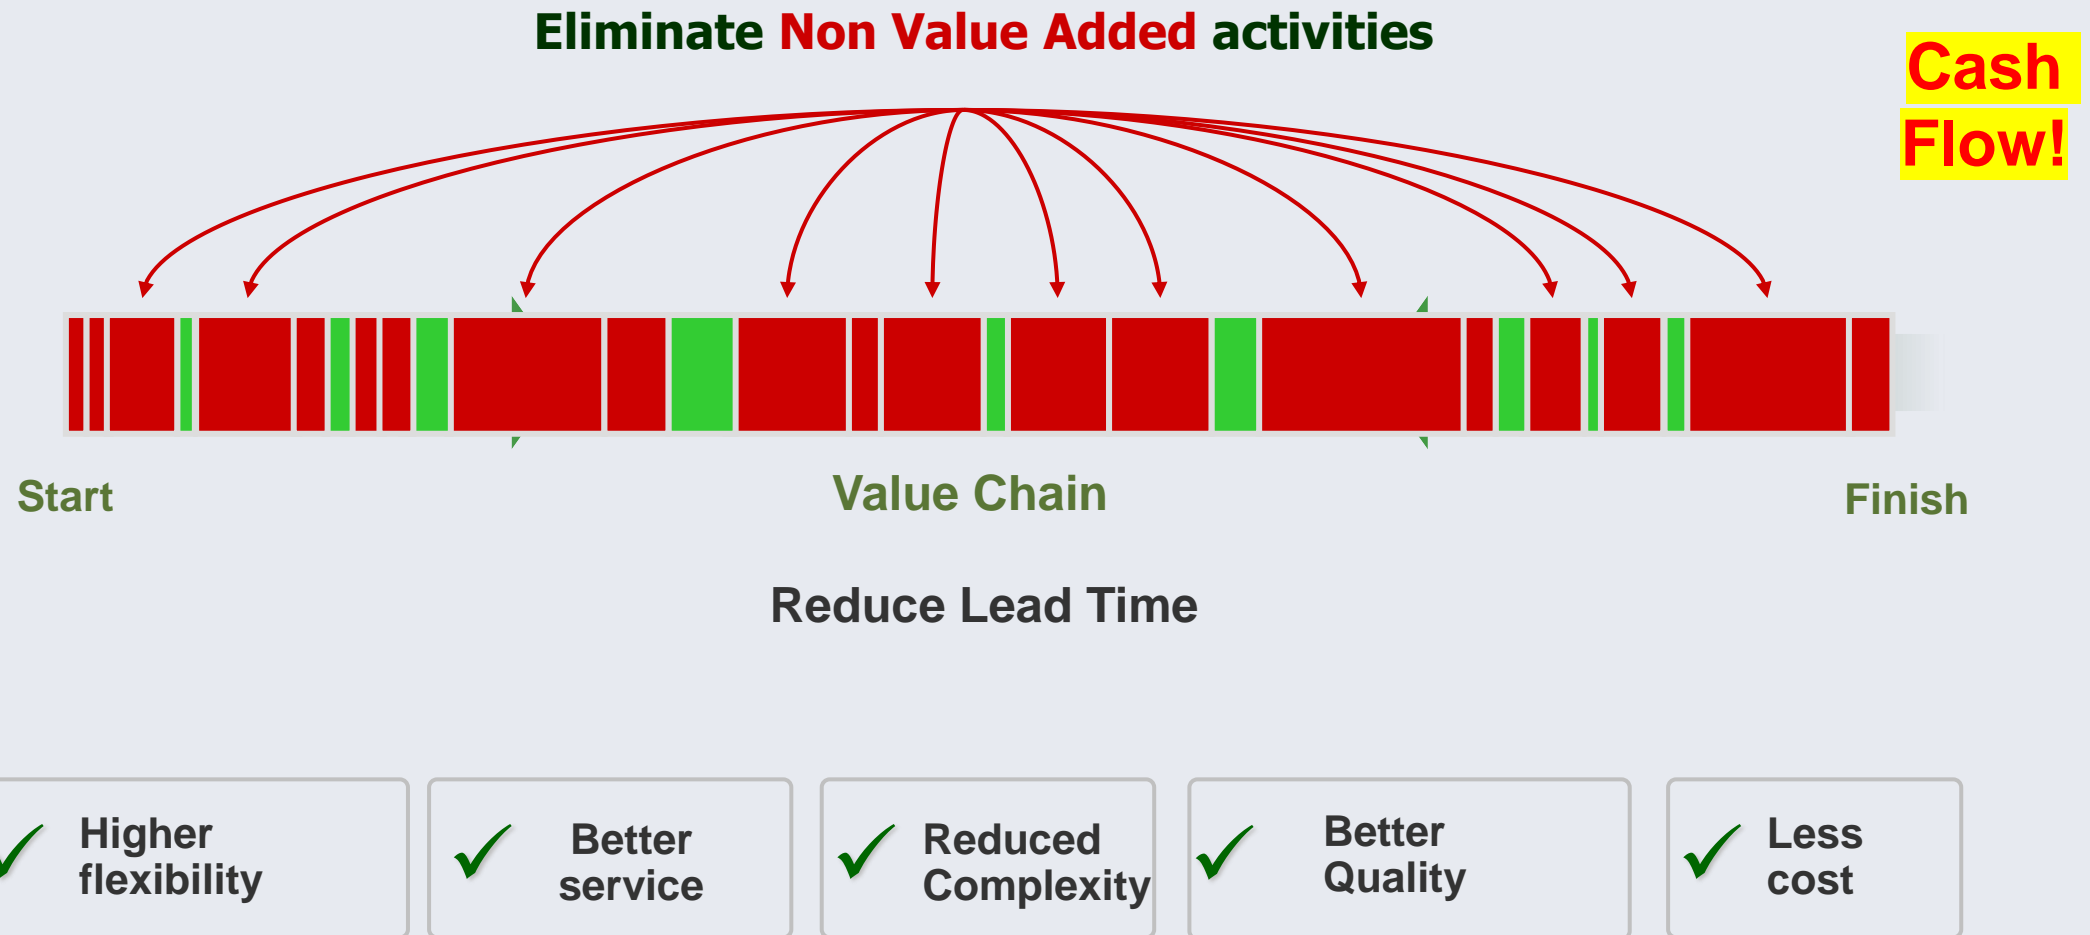 Eliminate Non Value Added activities
Cash
Flow!
Start
Value Chain
Finish
Reduce Lead Time
Higher
flexibility
Better
service
Reduced
Complexity
Better
Quality
Less
cost